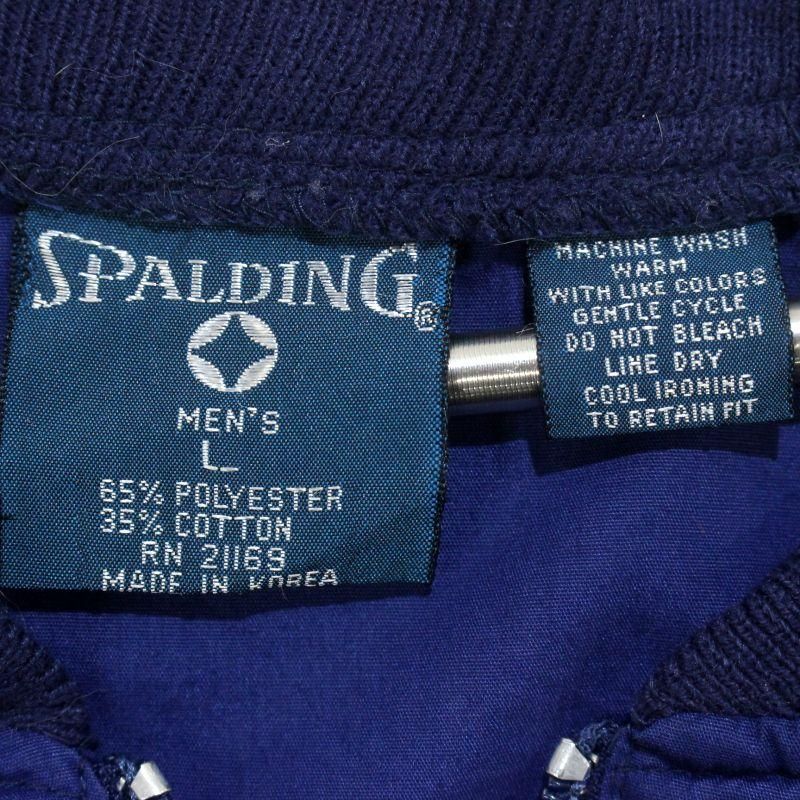 SPALDING®
MEN'S
L
65% POLYESTER
35% COTTON
RN 21169
MADE IN KOREA
MACHINE WASH
WARM
WITH LIKE COLORS
GENTLE CYCLE
DO NOT BLEACH
LINE DRY
COOL IRONING
TO RETAIN FIT